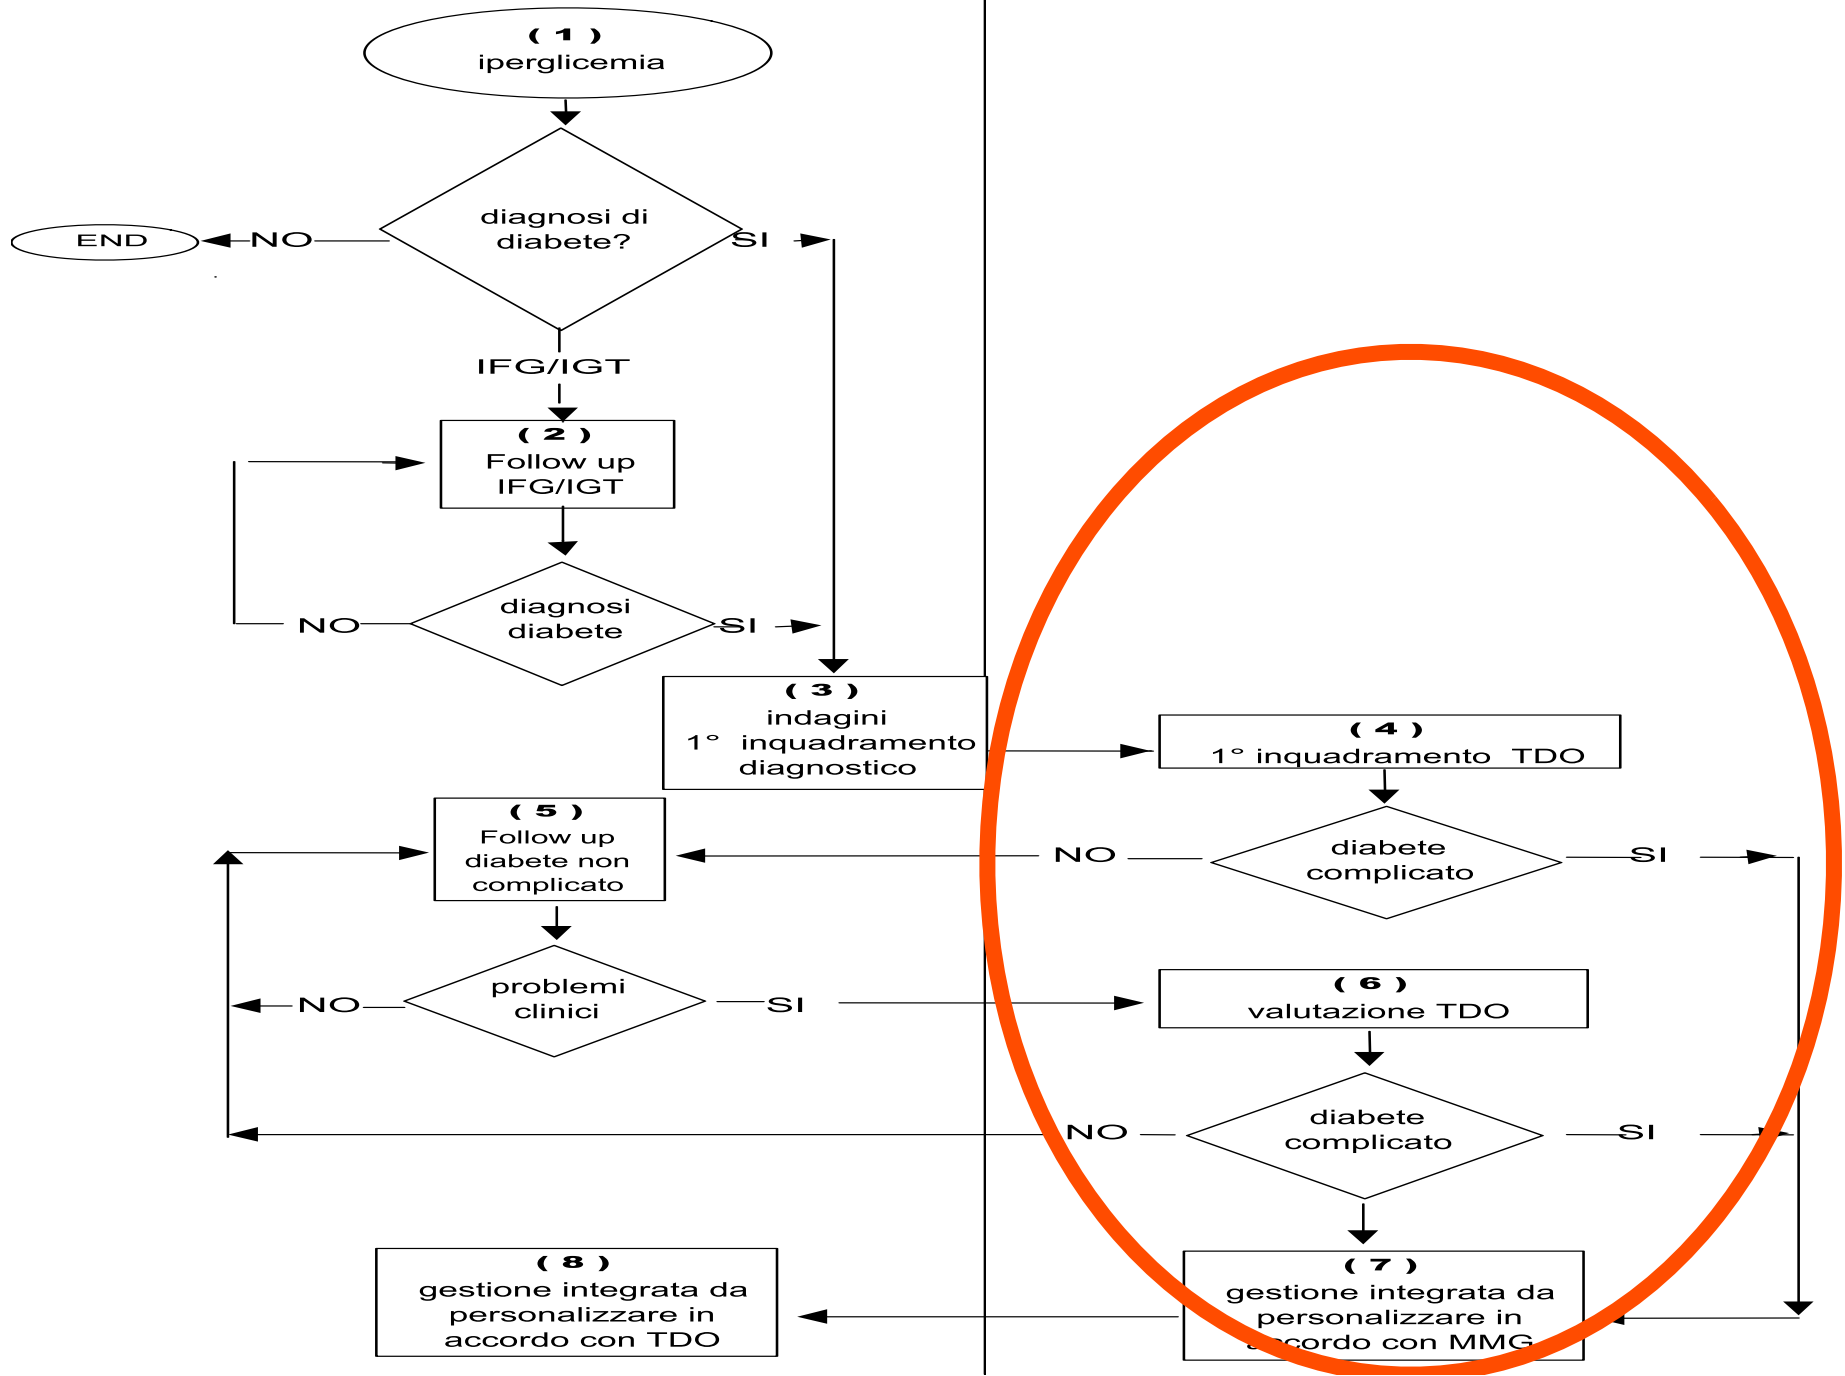 ( 1 )
iperglicemia
diagnosi di
diabete?
END
NO
SI
IFG/IGT
( 2 )
Follow up
IFG/IGT
diagnosi
diabete
NO
SI
( 3 )
indagini
1° inquadramento
diagnostico
( 4 )
1° inquadramento TDO
( 5 )
Follow up
diabete non
complicato
NO
diabete
complicato
SI
problemi
clinici
NO
SI
( 6 )
valutazione TDO
NO
diabete
complicato
SI
( 8 )
gestione integrata da
personalizzare in
accordo con TDO
( 7 )
gestione integrata da
personalizzare in
accordo con MMG